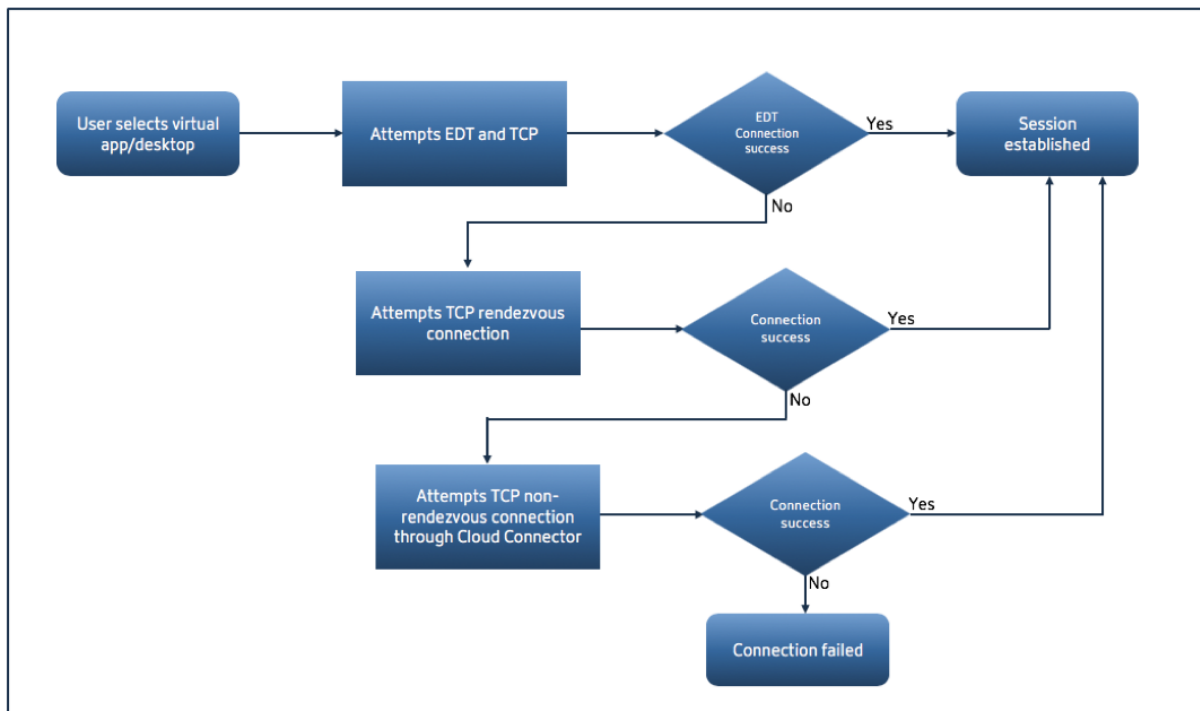 User selects virtual
app/desktop
Attempts EDT and TCP
EDT
Connection
success
Yes
Session
established
No
Attempts TCP rendezvous
connection
Connection
success
Yes
No
Attempts TCP non-
rendezvous connection
through Cloud Connector
Connection
success
Yes
No
Connection failed